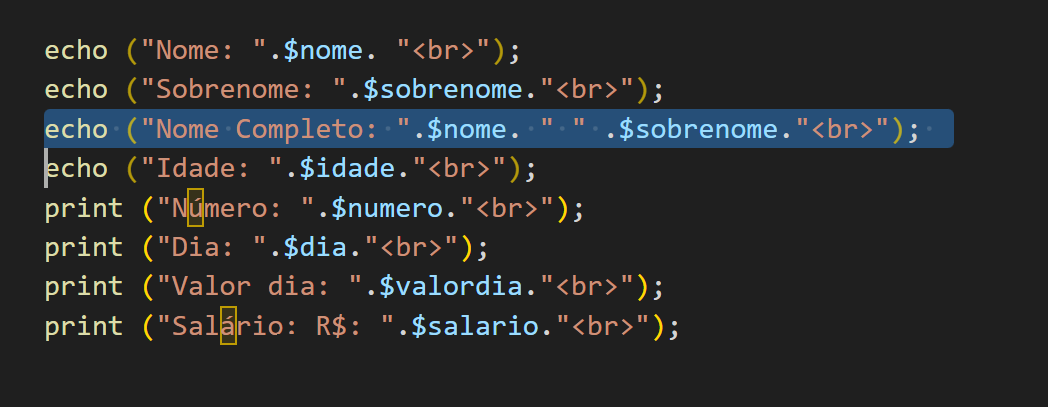 echo ("Nome: ".$nome. "<br>");
echo ("Sobrenome: ".$sobrenome."<br>");
echo ("Nome Completo: ".$nome. " " .$sobrenome."<br>");
echo ("Idade: ".$idade."<br>");
print ("Número: ".$numero."<br>");
print ("Dia: ".$dia."<br>");
print ("Valor dia: ".$valordia."<br>");
print ("Salário: R$: ".$salario."<br>");